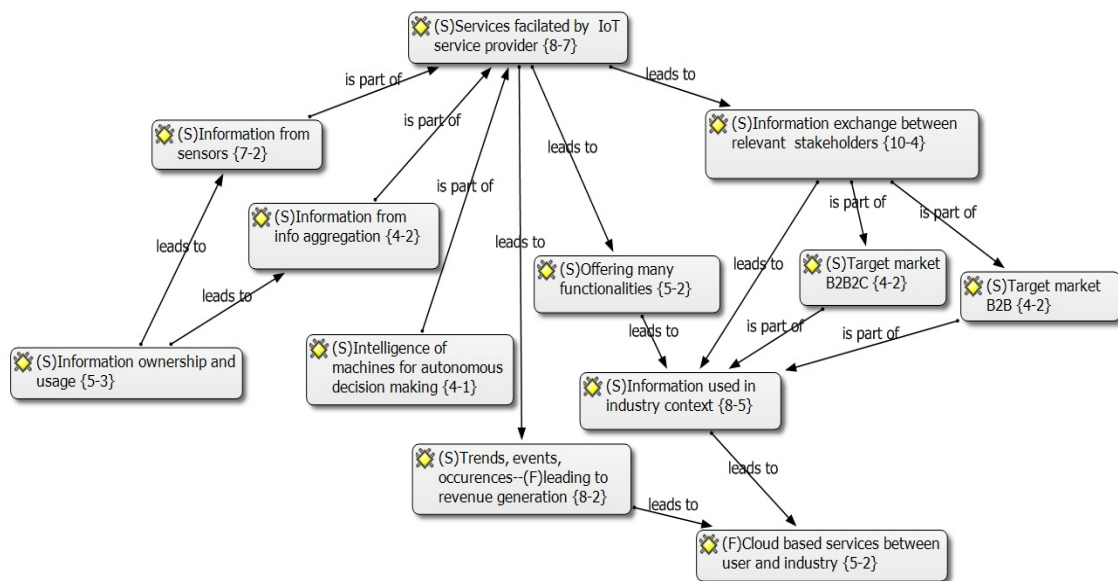 (S)Services facilated by IoT
service provider {8-7}
is part of
leads to
(S)Information from
sensors {7-2}
is part of
leads to
(S)Information exchange between
relevant stakeholders {10-4}
is part of
(S)Information from
info aggregation {4-2}
leads to
leads to
leads to
is part of
is part of
leads to
(S)Offering many
functionalities {5-2}
(S)Target market
B2B2C {4-2}
(S)Target market
B2B {4-2}
leads to
is part of
is part of
(S)Information ownership and
usage {5-3}
(S)Intelligence of
machines for autonomous
decision making {4-1}
(S)Information used in
industry context {8-5}
(S)Trends, events,
occurences--(F)leading to
revenue generation {8-2}
leads to
leads to
(F)Cloud based services between
user and industry {5-2}